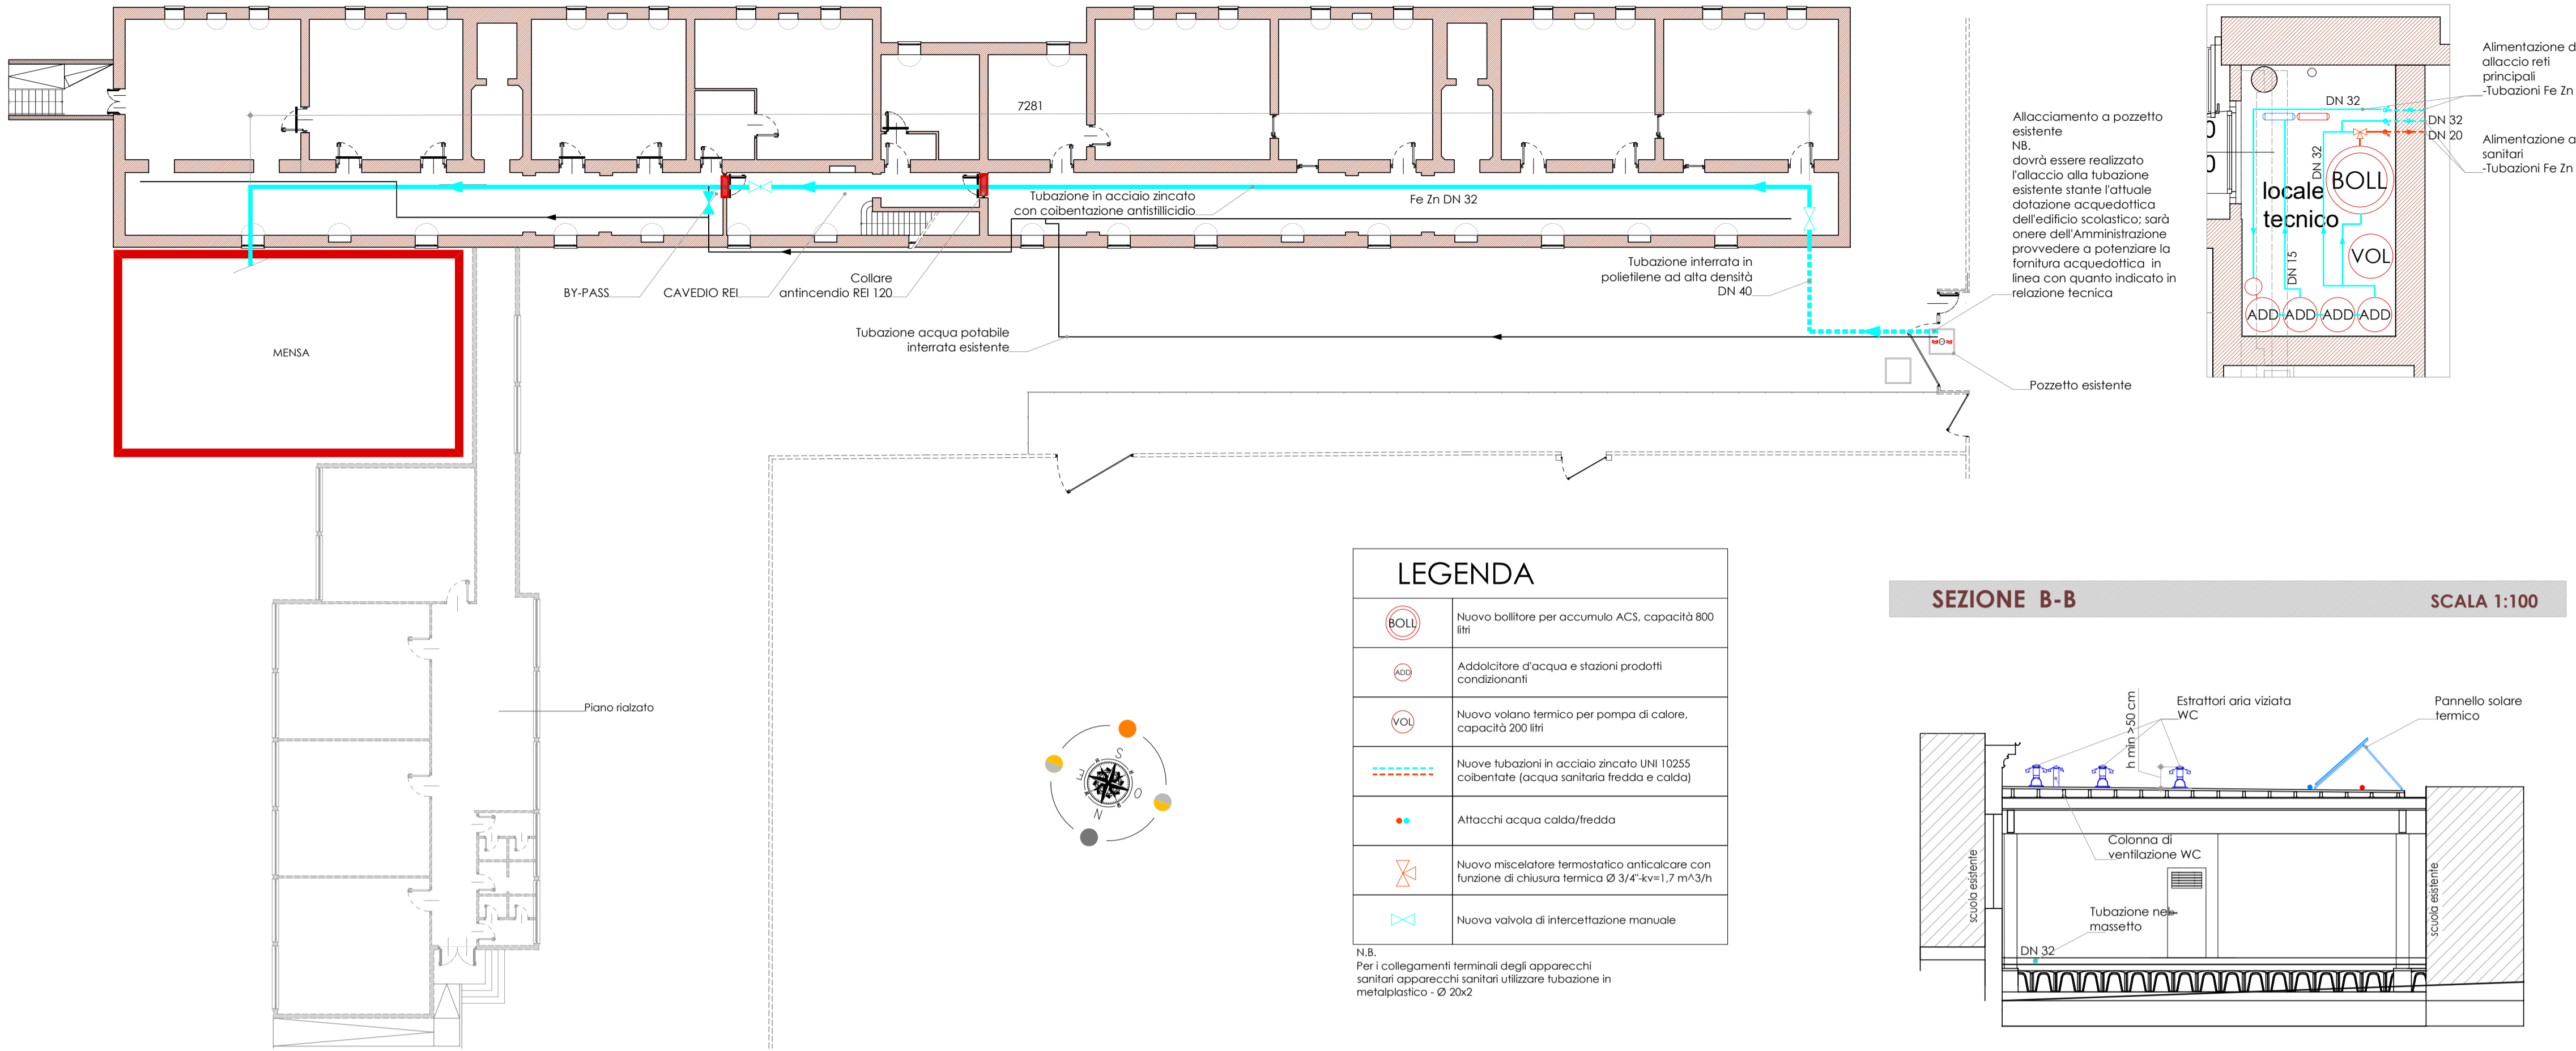 7281
Tubazione in acciaio zincato
con coibentazione antistillicidio
Fe Zn DN 32
BY-PASS
CAVEDIO REI
Collare
antincendio REI 120
Tubazione acqua potabile
interrata esistente
Tubazione interrata in
polietilene ad alta densità
DN 40
Allacciamento a pozzetto
esistente
NB.
dovrà essere realizzato
l'allaccio alla tubazione
esistente stante l'attuale
dotazione acquedottica
dell'edificio scolastico; sarà
onere dell'Amministrazione
provvedere a potenziare la
fornitura acquedottica in
linea con quanto indicato in
relazione tecnica
Pozzetto esistente
MENSA
Piano rialzato
S
E
O
N
DN 32
DN 32
DN 20
DN 32
DN 15
BOLL
locale
tecnico
VOL
ADD
ADD
ADD
ADD
0
0
Alimentazione d
allaccio reti
principali
-Tubazioni Fe Zn
Alimentazione a
sanitari
-Tubazioni Fe Zn
LEGENDA
BOLL
Nuovo bollitore per accumulo ACS, capacità 800
litri
ADD
Addolcitore d'acqua e stazioni prodotti
condizionanti
VOL
Nuovo volano termico per pompa di calore,
capacità 200 litri
Nuove tubazioni in acciaio zincato UNI 10255
coibentate (acqua sanitaria fredda e calda)
Attacchi acqua calda/fredda
Nuovo miscelatore termostatico anticalcare con
funzione di chiusura termica Ø 3/4"-kv=1,7 m^3/h
Nuova valvola di intercettazione manuale
N.B.
Per i collegamenti terminali degli apparecchi
sanitari apparecchi sanitari utilizzare tubazione in
metalplastico - Ø 20x2
SEZIONE B-B
SCALA 1:100
h min >50 cm
Estrattori aria viziata
WC
Pannello solare
termico
Colonna di
ventilazione WC
Tubazione nel
massetto
DN 32
scuola esistente
scuola esistente